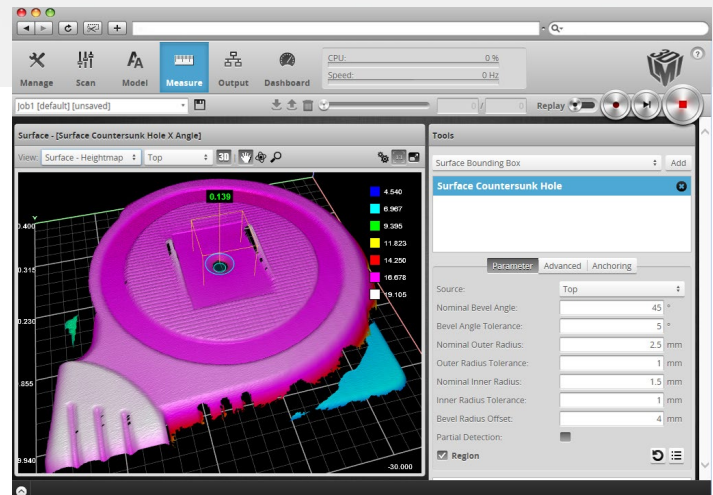 Q-
?
Manage Scan Model Measure Output Dashboard
CPU: 0 %
Speed: 0 Hz
job1 [default] [unsaved]
0 / 0 Replay
Surface - [Surface Countersunk Hole X Angle]
View: Surface - Heightmap Top 3D
0.139
Y
0.400
0.315
0.230
.855
9.940
-30.000
4.540
6.967
9.395
11.823
14.250
16.678
19.105
Tools
Surface Bounding Box Add
Surface Countersunk Hole
Parameter Advanced Anchoring
Source: Top
Nominal Bevel Angle: 45 °
Bevel Angle Tolerance: 5 °
Nominal Outer Radius: 2.5 mm
Outer Radius Tolerance: 1 mm
Nominal Inner Radius: 1.5 mm
Inner Radius Tolerance: 1 mm
Bevel Radius Offset: 4 mm
Partial Detection:
Region